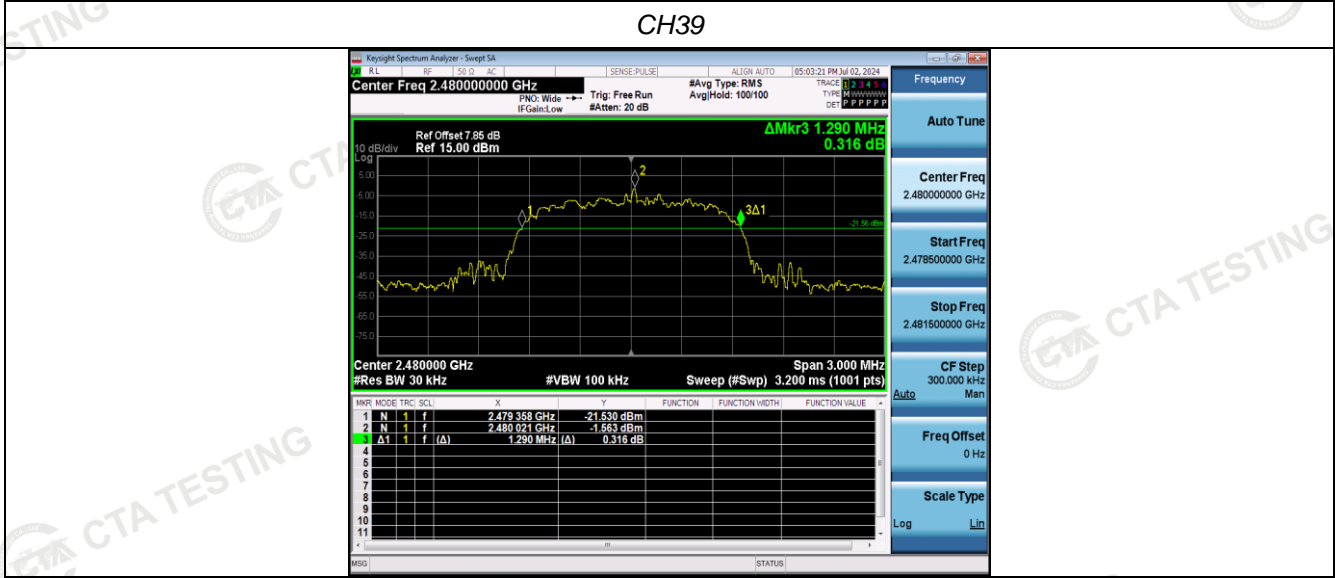 CH39
Keysight Spectrum Analyzer - Swept SA
RL RF 50 Ω AC SENSE:PULSE ALIGN AUTO 05:03:21 PM Jul 02, 2024
Center Freq 2.480000000 GHz
PNO: Wide
IFGain:Low
Trig: Free Run
#Atten: 20 dB
#Avg Type: RMS
Avg|Hold: 100/100
TRACE 1 2 3 4 5 6
TYPE M WWWWW
DET P P P P P P
Frequency
Auto Tune
Center Freq
2.480000000 GHz
Start Freq
2.478500000 GHz
Stop Freq
2.481500000 GHz
CF Step
300.000 kHz
Auto Man
Freq Offset
0 Hz
Scale Type
Log Lin
ΔMkr3 1.290 MHz
0.316 dB
Ref Offset 7.85 dB
10 dB/div Ref 15.00 dBm
Log
5.00
-5.00
-15.0
-25.0
-35.0
-45.0
-55.0
-65.0
-75.0
1
2
3Δ1
-21.56 dBm
Center 2.480000 GHz Span 3.000 MHz
#Res BW 30 kHz #VBW 100 kHz Sweep (#Swp) 3.200 ms (1001 pts)
MKR MODE TRC SCL X Y FUNCTION FUNCTION WIDTH FUNCTION VALUE
1 N 1 f 2.479 358 GHz -21.530 dBm
2 N 1 f 2.480 021 GHz -1.563 dBm
3 Δ1 1 f (Δ) 1.290 MHz (Δ) 0.316 dB
4
5
6
7
8
9
10
11
MSG STATUS
CTA TESTING
CTA TESTING